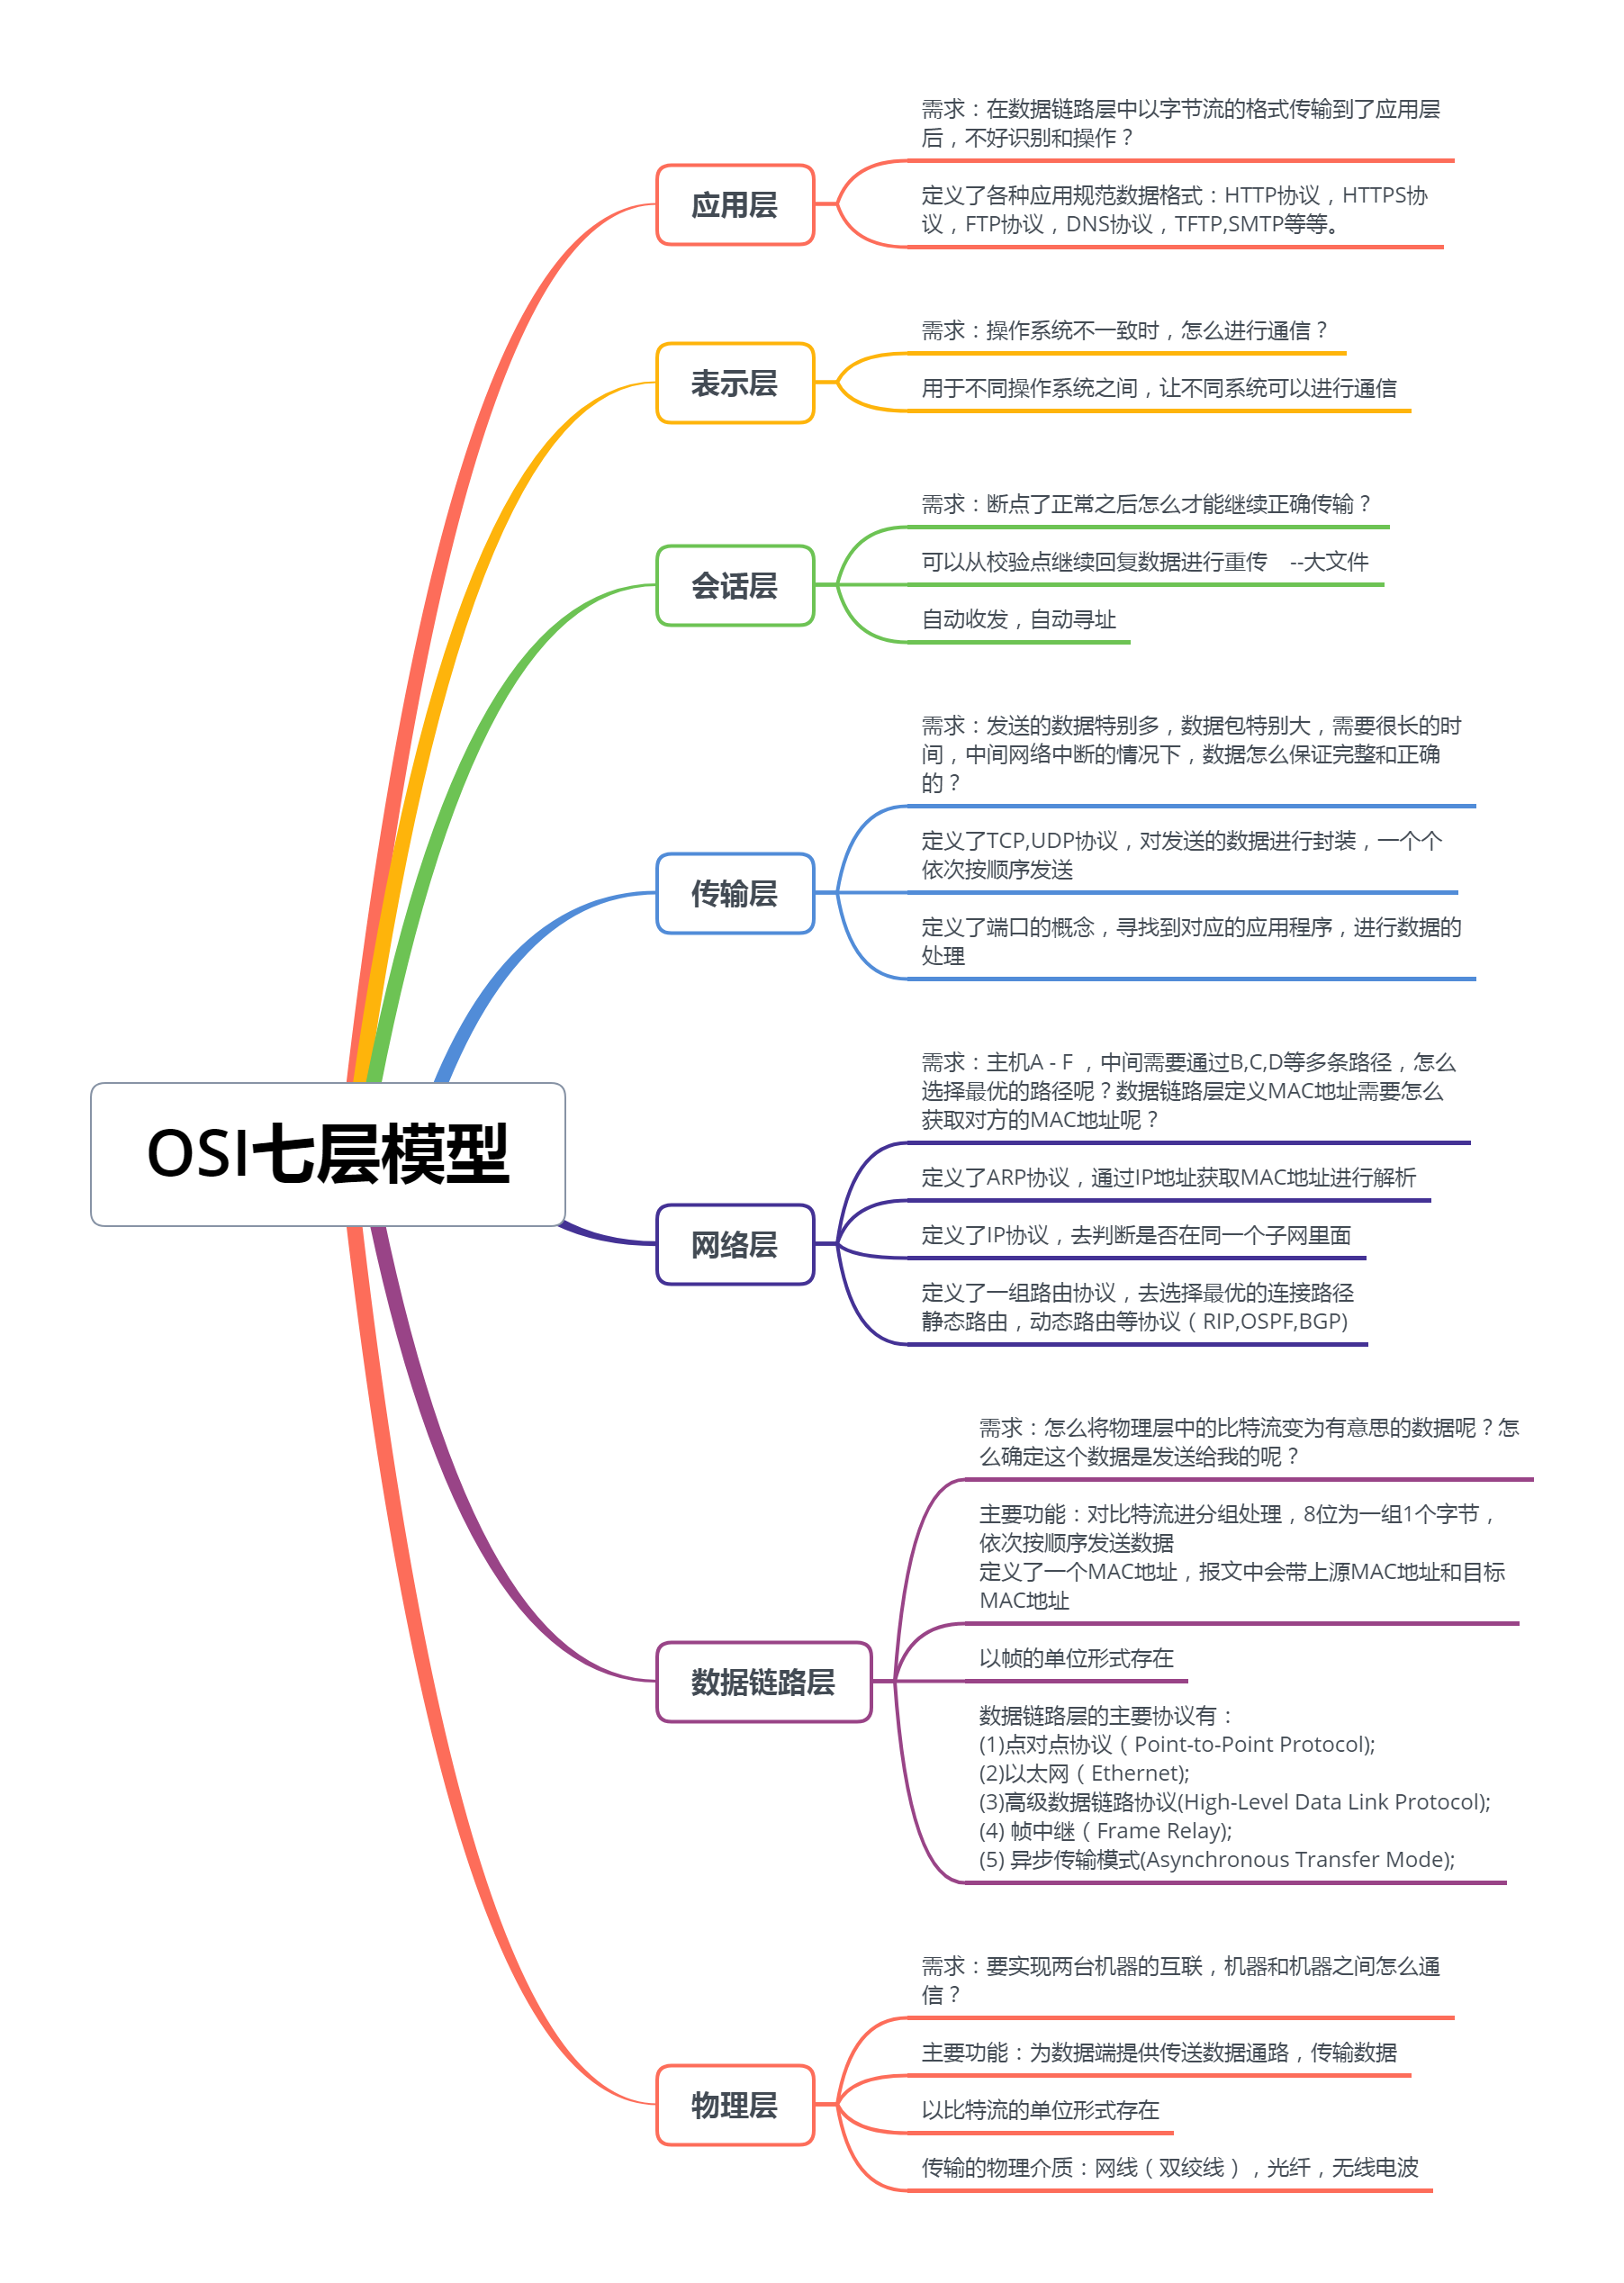 需求：在数据链路层中以字节流的格式传输到了应用层
后，不好识别和操作？
应用层
定义了各种应用规范数据格式：HTTP协议，HTTPS协
议，FTP协议，DNS协议，TFTP,SMTP等等。
需求：操作系统不一致时，怎么进行通信？
表示层
用于不同操作系统之间，让不同系统可以进行通信
需求：断点了正常之后怎么才能继续正确传输？
会话层
可以从校验点继续回复数据进行重传 --大文件
自动收发，自动寻址
需求：发送的数据特别多，数据包特别大，需要很长的时
间，中间网络中断的情况下，数据怎么保证完整和正确
的？
传输层
定义了TCP,UDP协议，对发送的数据进行封装，一个个
依次按顺序发送
定义了端口的概念，寻找到对应的应用程序，进行数据的
处理
OSI七层模型
需求：主机A - F ，中间需要通过B,C,D等多条路径，怎么
选择最优的路径呢？数据链路层定义MAC地址需要怎么
获取对方的MAC地址呢？
网络层
定义了ARP协议，通过IP地址获取MAC地址进行解析
定义了IP协议，去判断是否在同一个子网里面
定义了一组路由协议，去选择最优的连接路径
静态路由，动态路由等协议（RIP,OSPF,BGP)
需求：怎么将物理层中的比特流变为有意思的数据呢？怎
么确定这个数据是发送给我的呢？
数据链路层
主要功能：对比特流进分组处理，8位为一组1个字节，
依次按顺序发送数据
定义了一个MAC地址，报文中会带上源MAC地址和目标
MAC地址
以帧的单位形式存在
数据链路层的主要协议有：
(1)点对点协议（Point-to-Point Protocol);
(2)以太网（Ethernet);
(3)高级数据链路协议(High-Level Data Link Protocol);
(4) 帧中继（Frame Relay);
(5) 异步传输模式(Asynchronous Transfer Mode);
需求：要实现两台机器的互联，机器和机器之间怎么通
信？
物理层
主要功能：为数据端提供传送数据通路，传输数据
以比特流的单位形式存在
传输的物理介质：网线（双绞线），光纤，无线电波